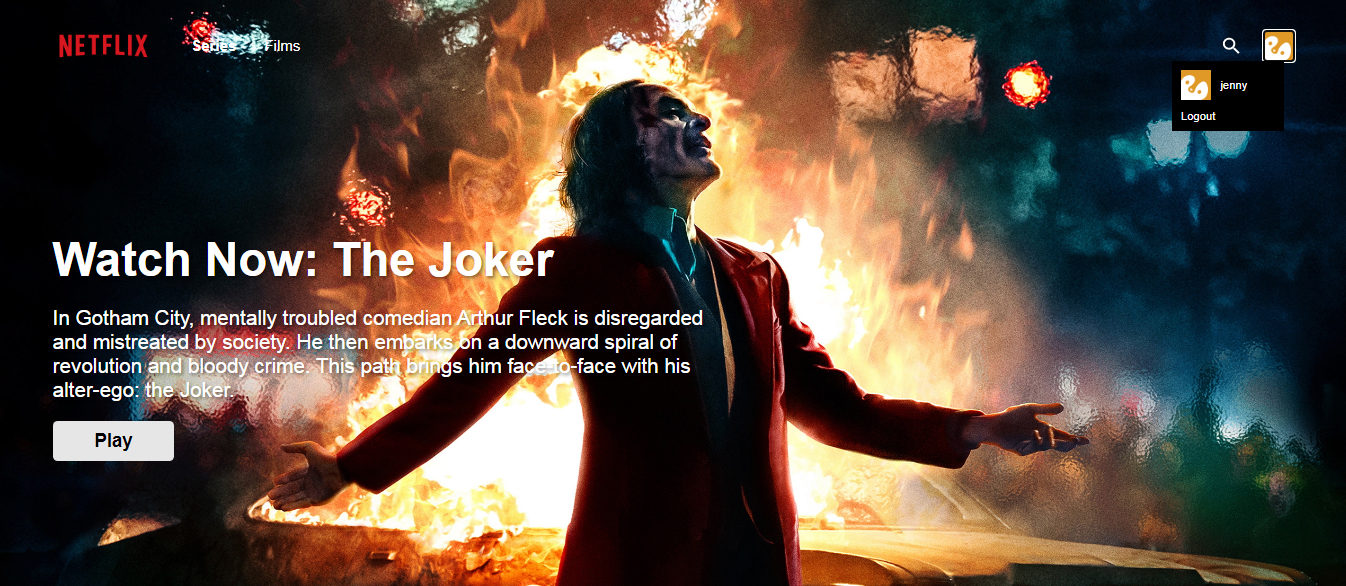 NETFLIX
Series
Films
jenny
Logout
Watch Now: The Joker
In Gotham City, mentally troubled comedian Arthur Fleck is disregarded
and mistreated by society. He then embarks on a downward spiral of
revolution and bloody crime. This path brings him face-to-face with his
alter-ego: the Joker.
Play